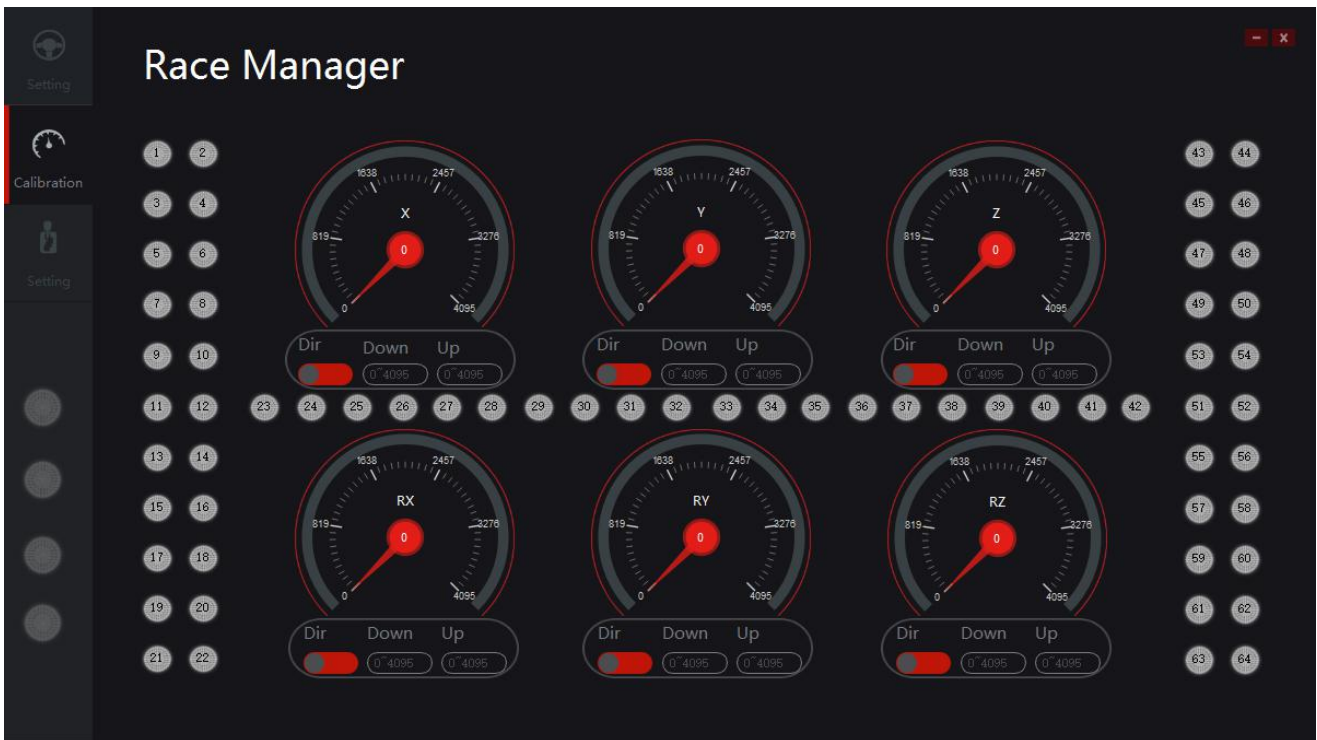 Race Manager
- x
Setting
Calibration
Setting
1 2
3 4
5 6
7 8
9 10
11 12
13 14
15 16
17 18
19 20
21 22
X
0
0 819 1638 2457 3276 4095
Dir Down Up
0~4095 0~4095
Y
0
0 819 1638 2457 3276 4095
Dir Down Up
0~4095 0~4095
Z
0
0 819 1638 2457 3276 4095
Dir Down Up
0~4095 0~4095
23 24 25 26 27 28 29 30 31 32 33 34 35 36 37 38 39 40 41 42
RX
0
0 819 1638 2457 3276 4095
Dir Down Up
0~4095 0~4095
RY
0
0 819 1638 2457 3276 4095
Dir Down Up
0~4095 0~4095
RZ
0
0 819 1638 2457 3276 4095
Dir Down Up
0~4095 0~4095
43 44
45 46
47 48
49 50
53 54
51 52
55 56
57 58
59 60
61 62
63 64